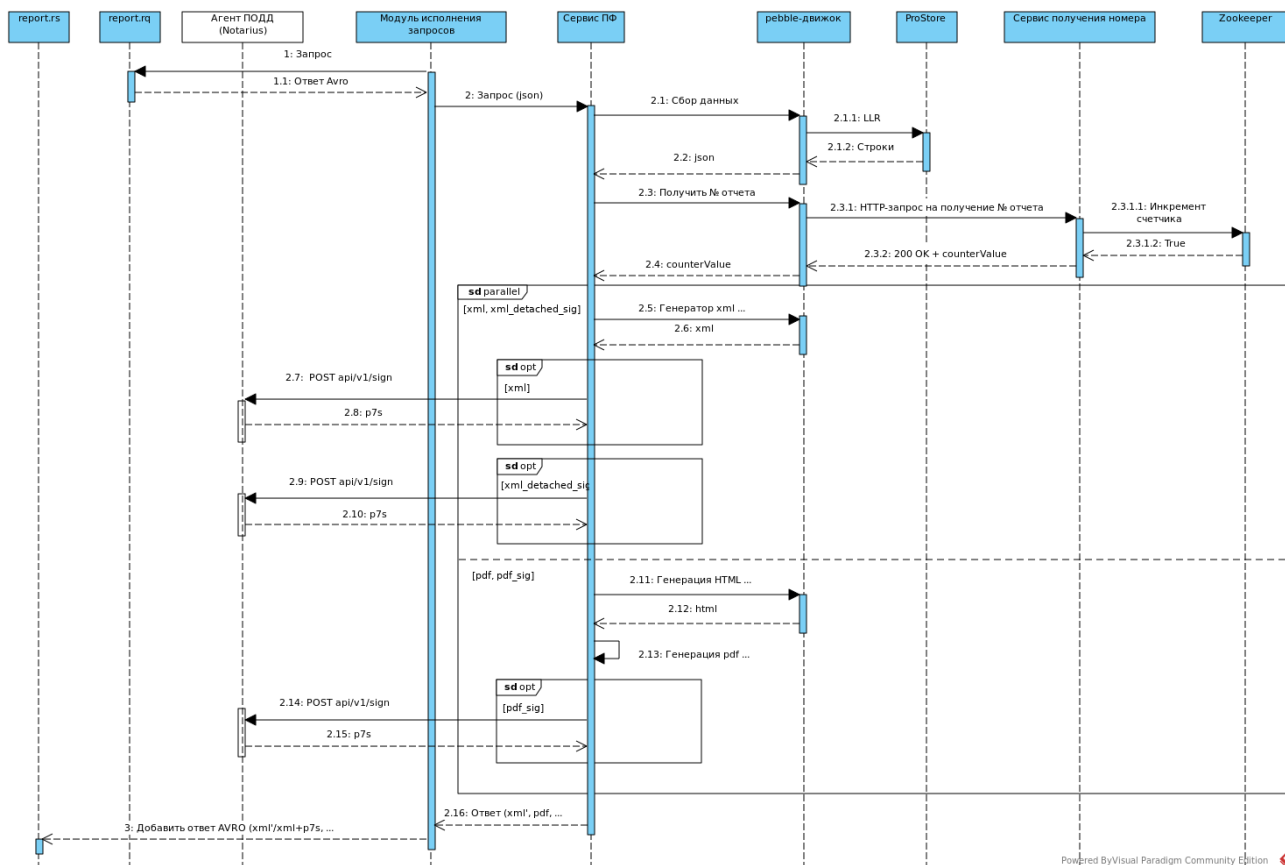 report.rs
report.rq
Агент ПОДД
(Notarius)
Модуль исполнения
запросов
Сервис ПФ
pebble-движок
ProStore
Сервис получения номера
Zookeeper
1: Запрос
1.1: Ответ Avro
2: Запрос (json)
2.1: Сбор данных
2.1.1: LLR
2.1.2: Строки
2.2: json
2.3: Получить № отчета
2.3.1: HTTP-запрос на получение № отчета
2.3.1.1: Инкремент
счетчика
2.3.1.2: True
2.3.2: 200 OK + counterValue
2.4: counterValue
sd parallel
[xml, xml_detached_sig]
2.5: Генератор xml ...
2.6: xml
sd opt
[xml]
2.7: POST api/v1/sign
2.8: p7s
sd opt
[xml_detached_sig
2.9: POST api/v1/sign
2.10: p7s
[pdf, pdf_sig]
2.11: Генерация HTML ...
2.12: html
2.13: Генерация pdf ...
sd opt
[pdf_sig]
2.14: POST api/v1/sign
2.15: p7s
2.16: Ответ (xml', pdf, ...
3: Добавить ответ AVRO (xml'/xml+p7s, ...
Powered ByVisual Paradigm Community Edition